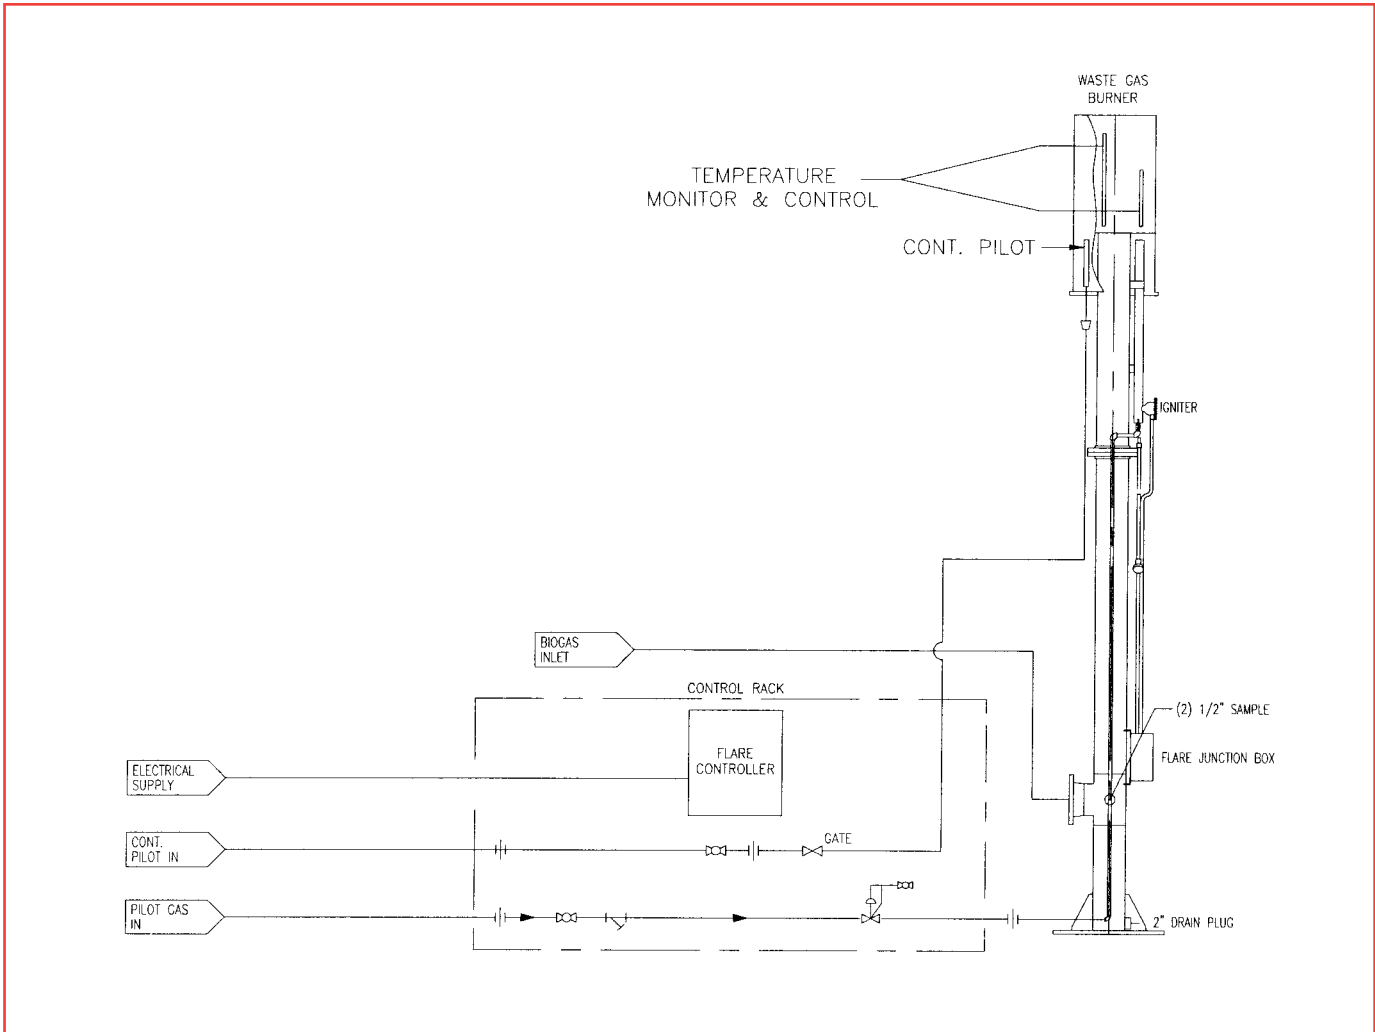 WASTE GAS
BURNER
TEMPERATURE
MONITOR & CONTROL
CONT. PILOT
IGNITER
BIOGAS
INLET
CONTROL RACK
(2) 1/2" SAMPLE
FLARE
CONTROLLER
FLARE JUNCTION BOX
ELECTRICAL
SUPPLY
CONT.
PILOT IN
GATE
PILOT GAS
IN
2" DRAIN PLUG